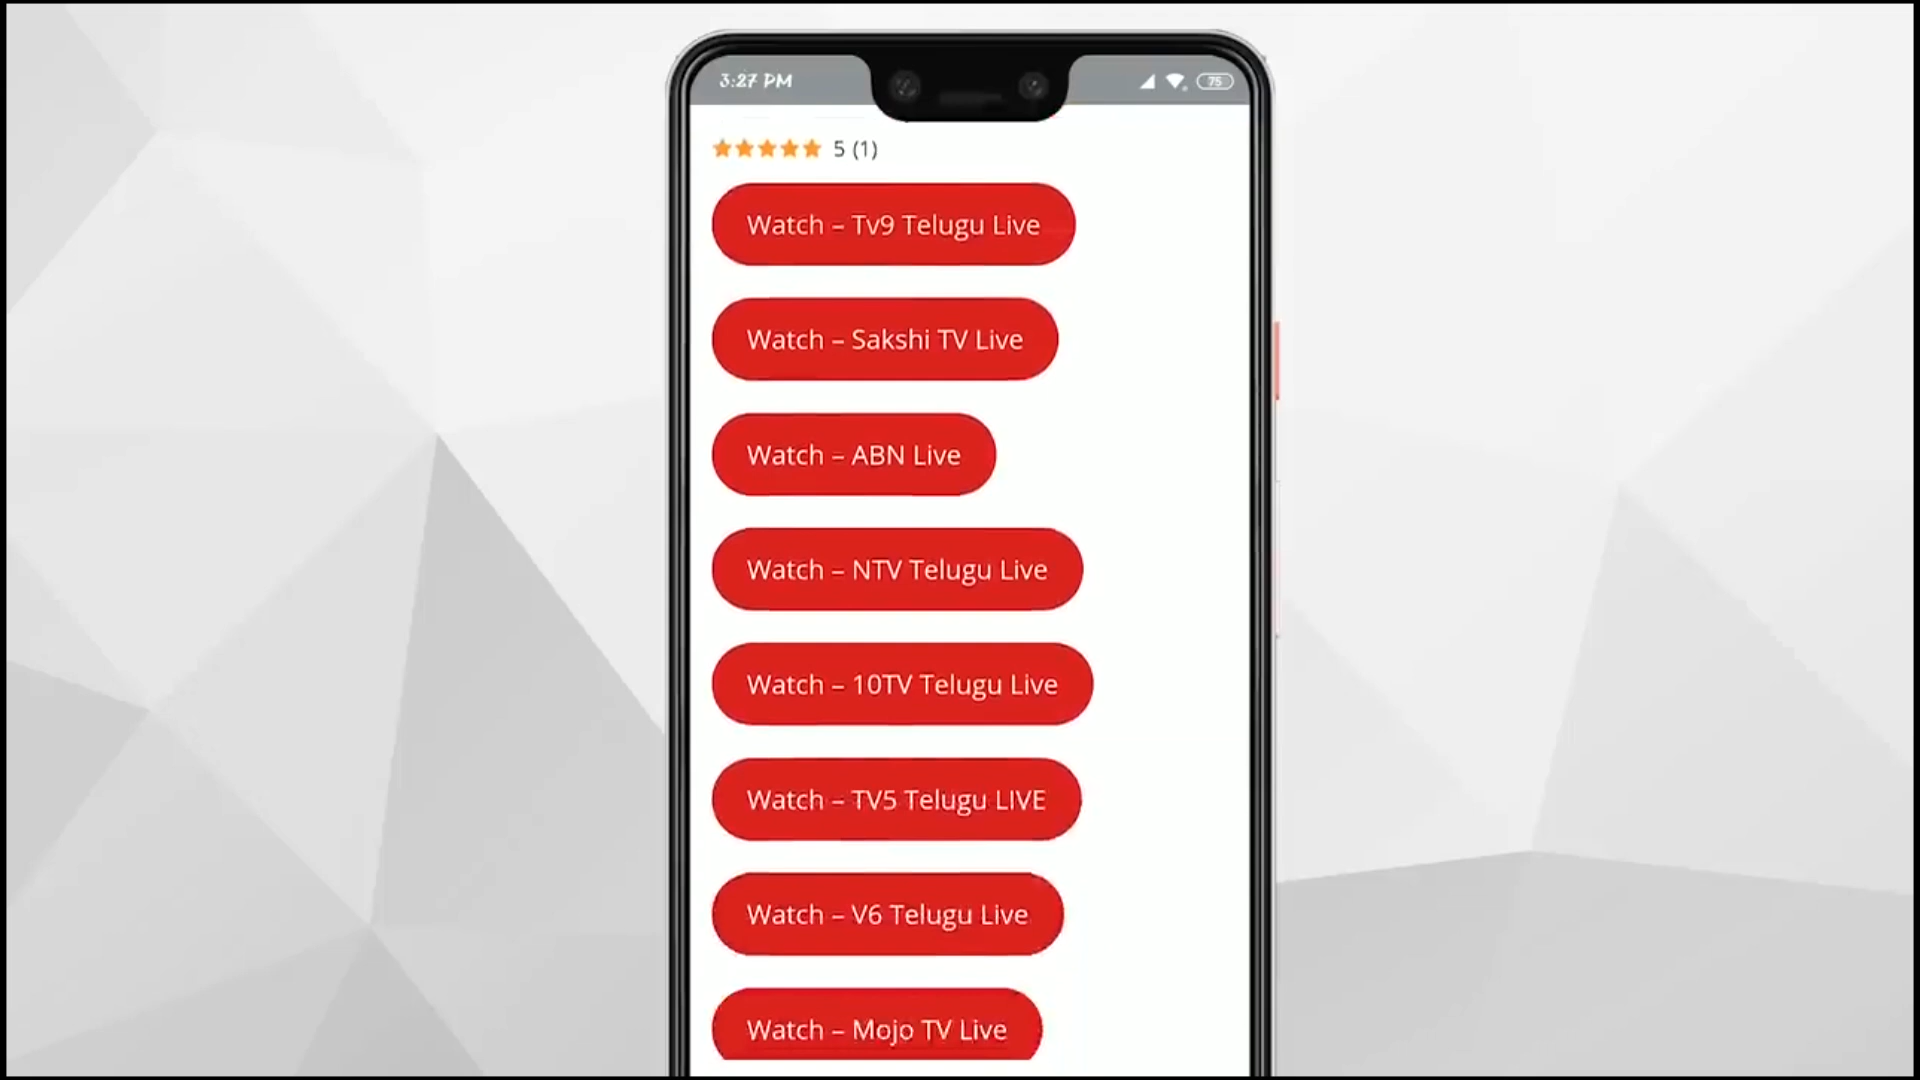 3:27 PM
75
5 (1)
Watch – Tv9 Telugu Live
Watch – Sakshi TV Live
Watch – ABN Live
Watch – NTV Telugu Live
Watch – 10TV Telugu Live
Watch – TV5 Telugu LIVE
Watch – V6 Telugu Live
Watch – Mojo TV Live